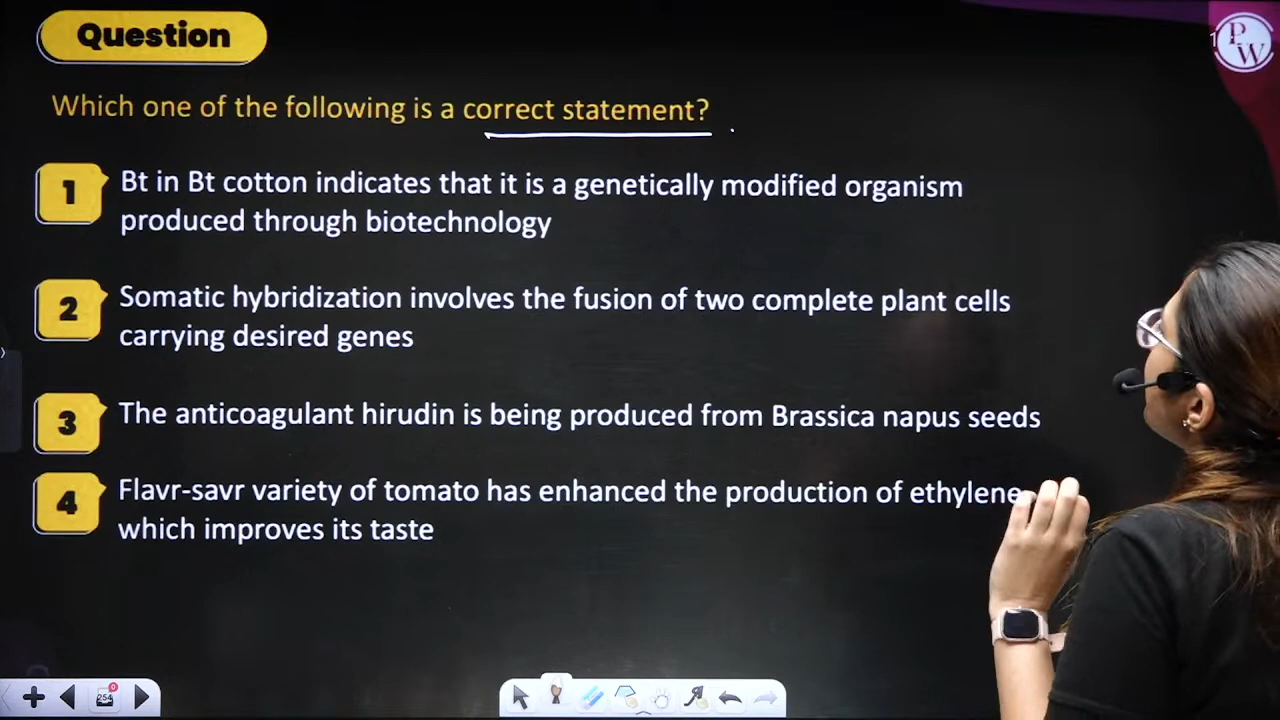 Question
Which one of the following is a correct statement?
1
Bt in Bt cotton indicates that it is a genetically modified organism
produced through biotechnology
2
Somatic hybridization involves the fusion of two complete plant cells
carrying desired genes
3
The anticoagulant hirudin is being produced from Brassica napus seeds
4
Flavr-savr variety of tomato has enhanced the production of ethylene
which improves its taste
PW
254